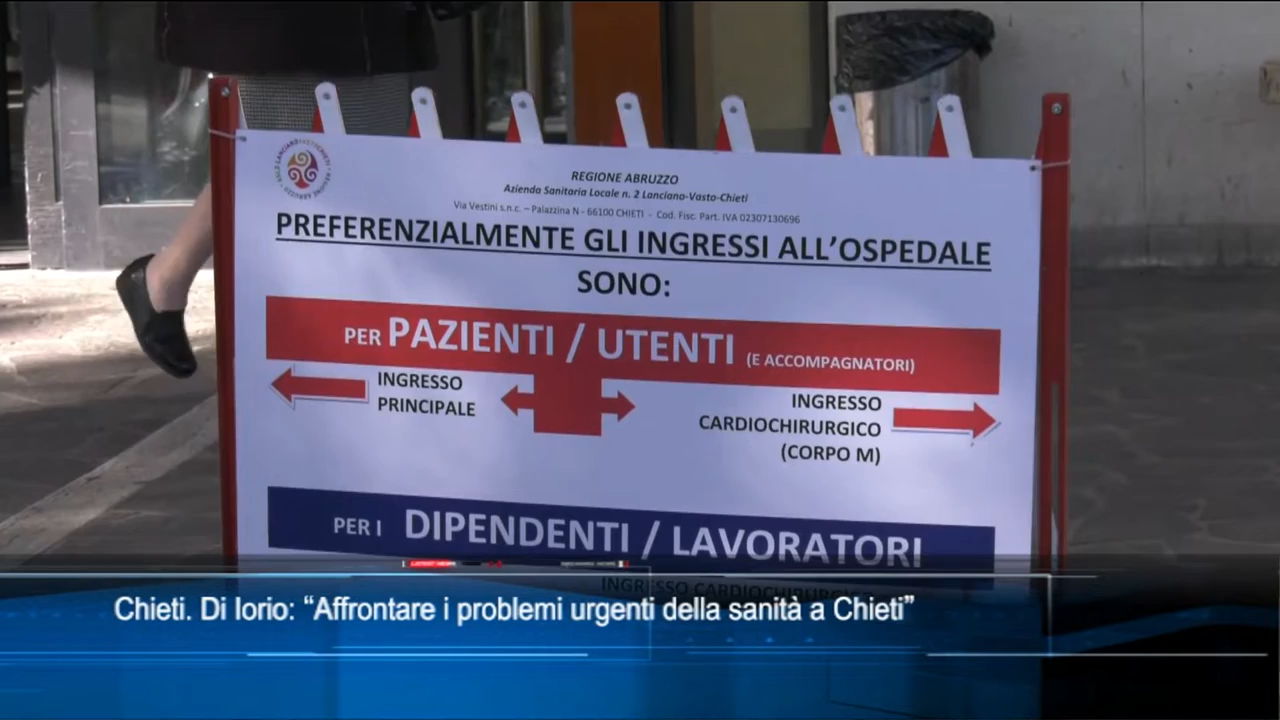 REGIONE ABRUZZO
Azienda Sanitaria Locale n. 2 Lanciano-Vasto-Chieti
Via Vestini s.n.c. – Palazzina N - 66100 CHIETI - Cod. Fisc. Part. IVA 02307130696
PREFERENZIALMENTE GLI INGRESSI ALL'OSPEDALE
SONO:
PER PAZIENTI / UTENTI (E ACCOMPAGNATORI)
INGRESSO
PRINCIPALE
INGRESSO
CARDIOCHIRURGICO
(CORPO M)
PER I DIPENDENTI / LAVORATORI
INGRESSO CARDIOCHIRURGICO
Chieti. Di Iorio: “Affrontare i problemi urgenti della sanità a Chieti”